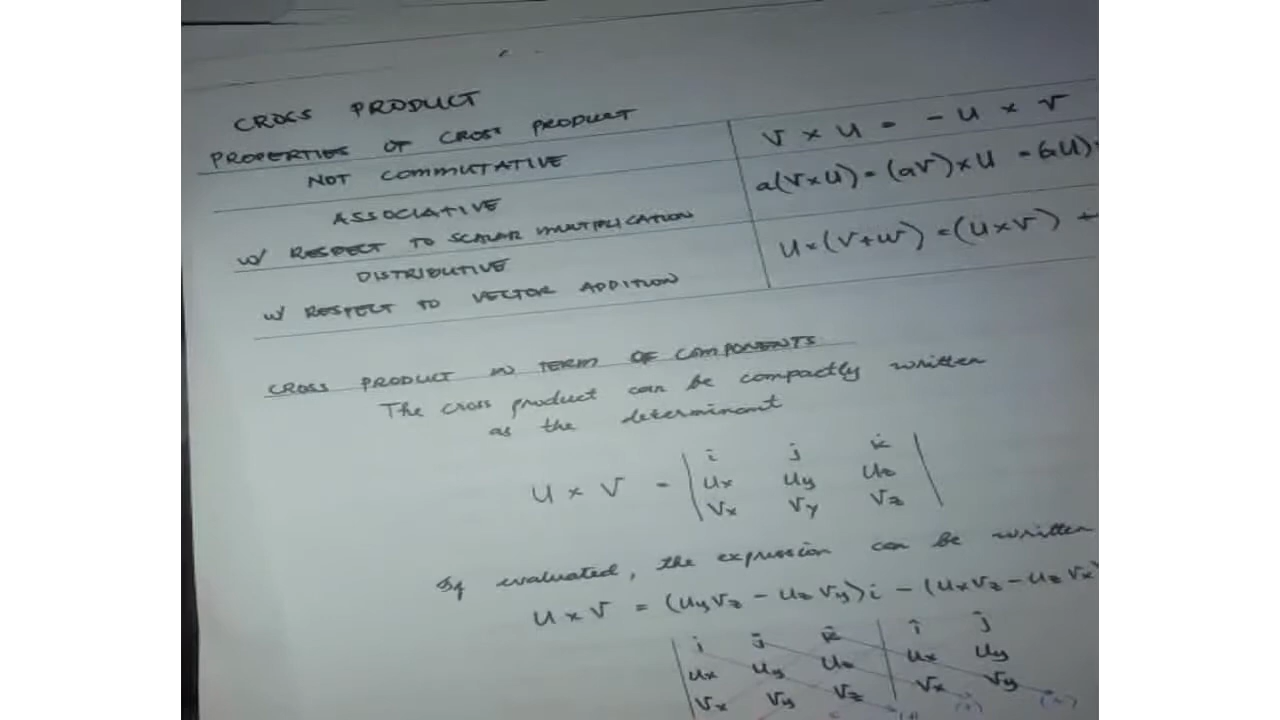 CROSS PRODUCT
PROPERTIES OF CROSS PRODUCT
NOT COMMUTATIVE
V × U = - U × V
ASSOCIATIVE
W/ RESPECT TO SCALAR MULTIPLICATION
a(V×U) = (aV)×U = (aU)
DISTRIBUTIVE
W/ RESPECT TO VECTOR ADDITION
U×(V+W) = (U×V) +
CROSS PRODUCT IN TERM OF COMPONENTS
The cross product can be compactly written
as the determinant
i j k
U × V = | Ux Uy Uz |
Vx Vy Vz
If evaluated, the expression can be written
U × V = (UyVz - UzVy)i - (UxVz - UzVx)
i j k | i j
Ux Uy Uz | Ux Uy
Vx Vy Vz | Vx Vy